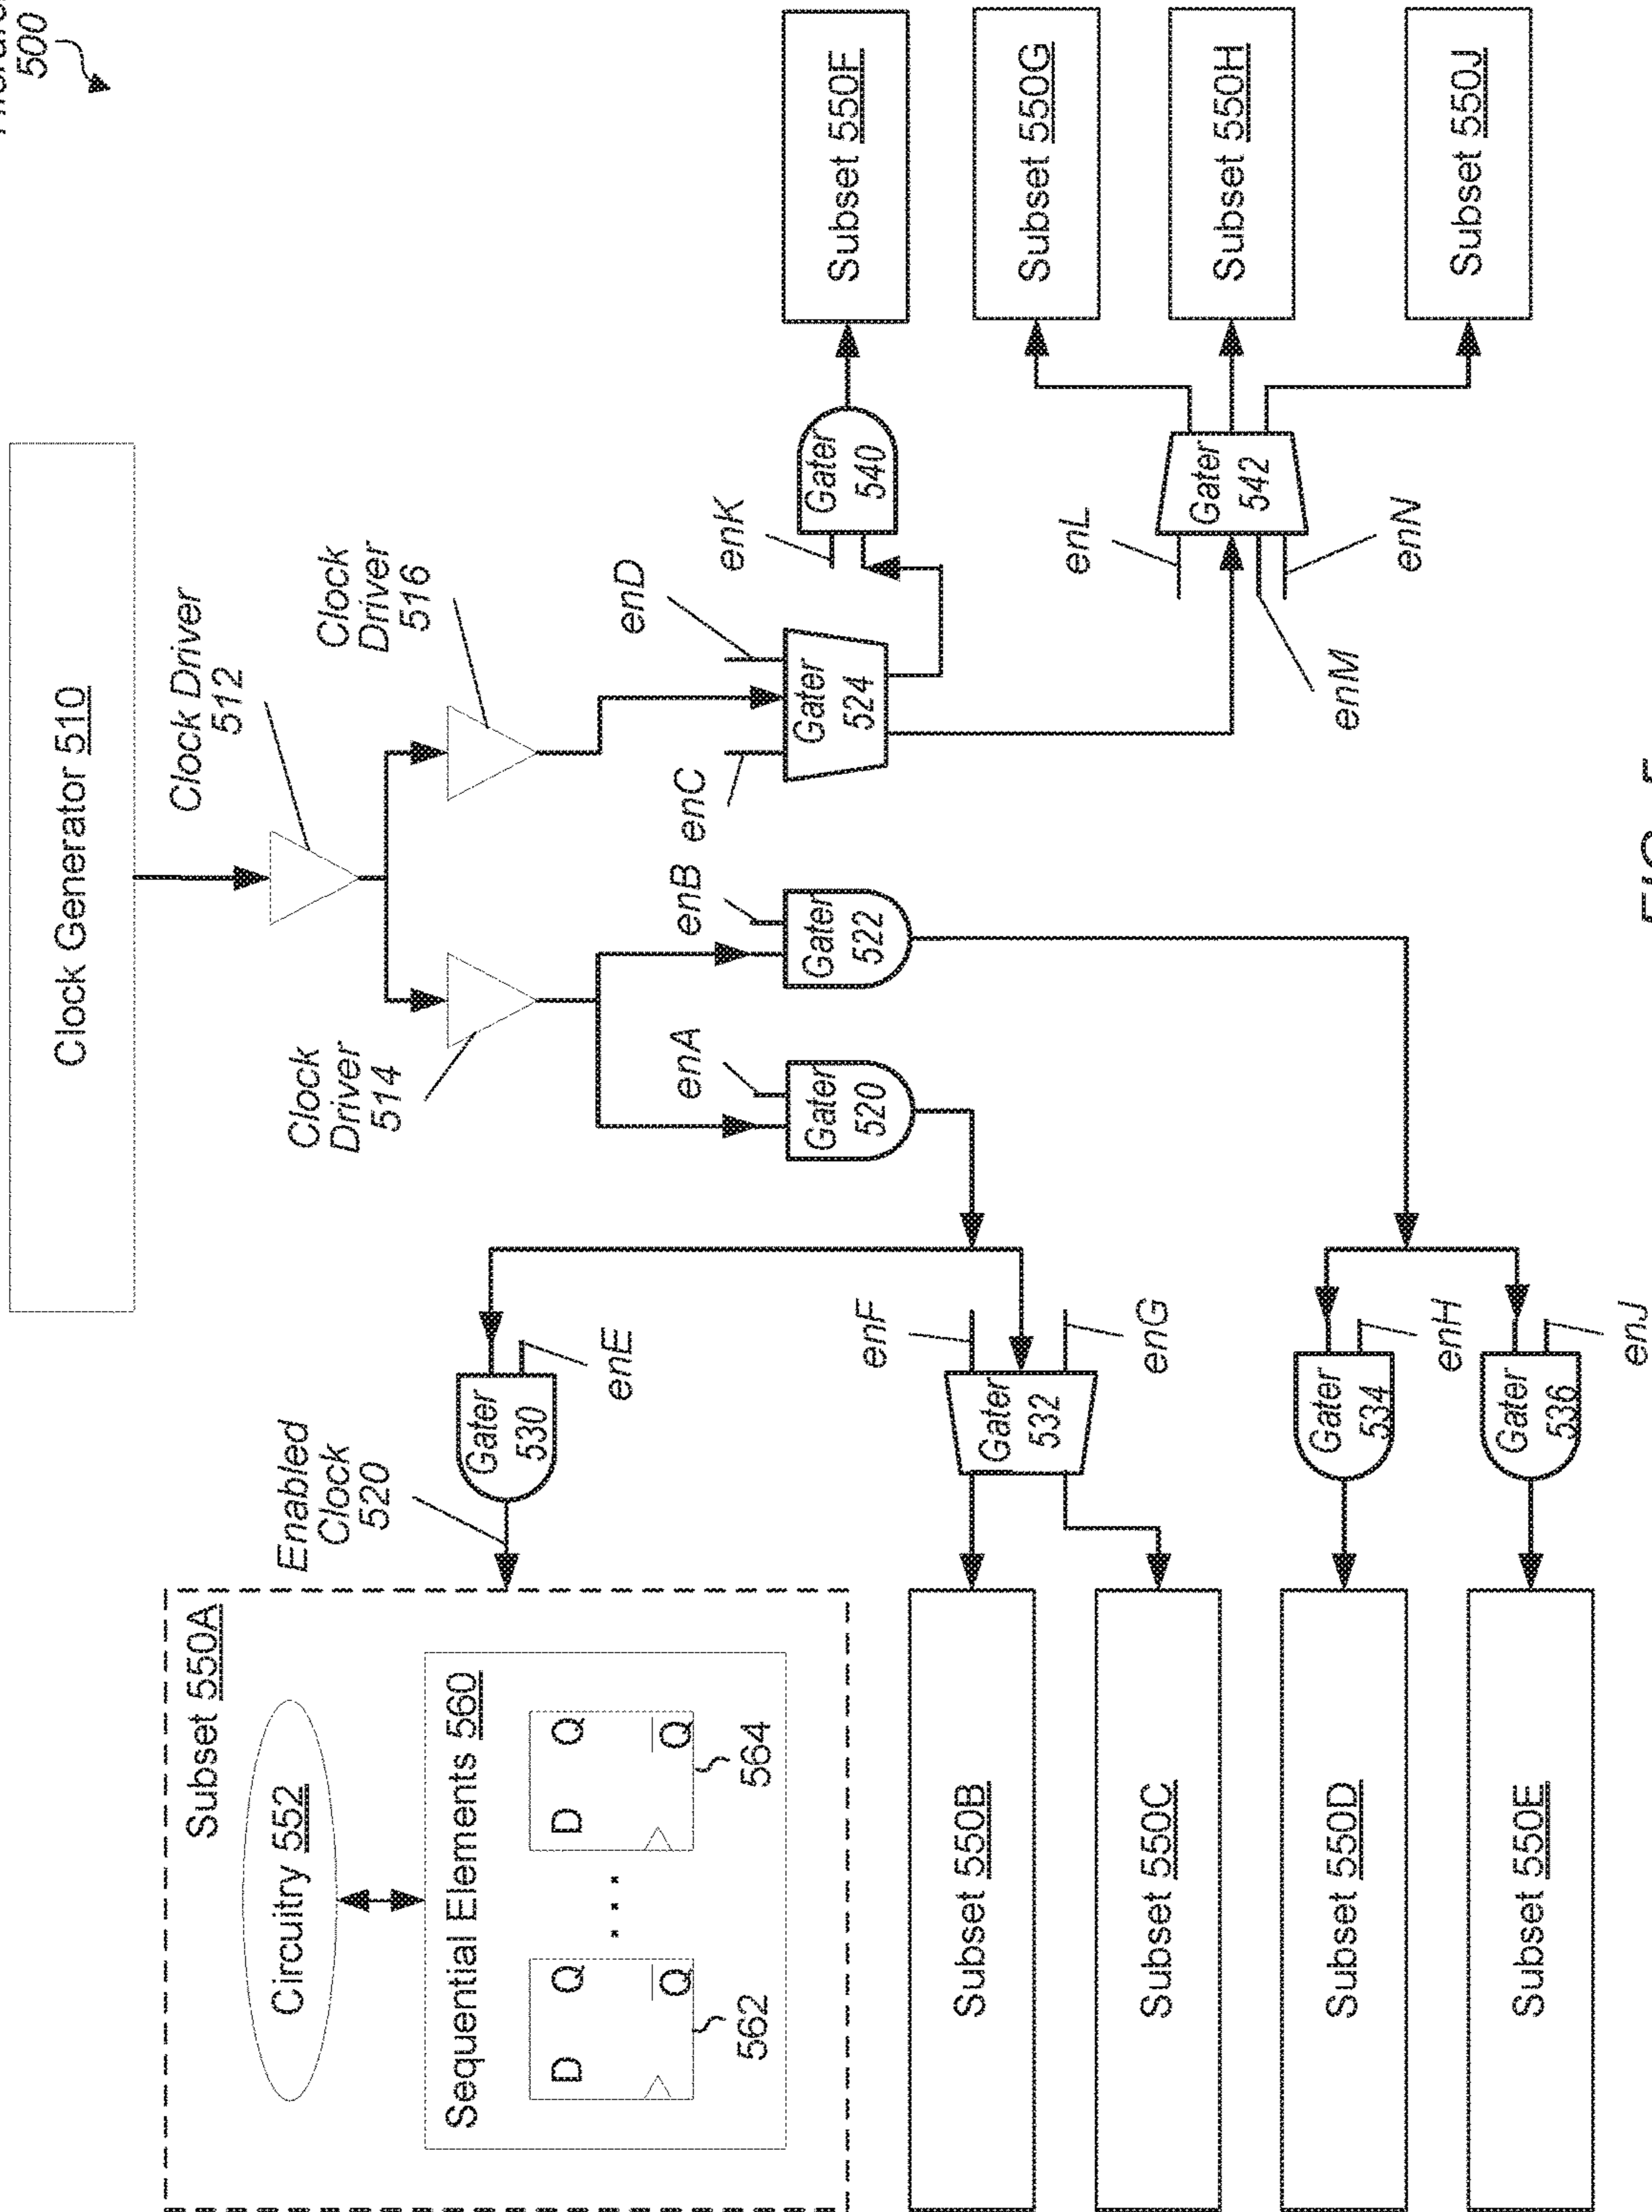 500
Clock Generator 510
Clock Driver
512
Clock
Driver
514
Clock
Driver
516
enA
enB
enC
enD
Gater
520
Gater
522
Gater
524
enK
Gater
540
Subset 550F
enL
enM
enN
Gater
542
Subset 550G
Subset 550H
Subset 550J
Enabled
Clock
520
Gater
530
enE
enF
enG
Gater
532
Gater
534
enH
Gater
536
enJ
Subset 550A
Circuitry 552
Sequential Elements 560
D Q
Q
562
D Q
Q
564
Subset 550B
Subset 550C
Subset 550D
Subset 550E